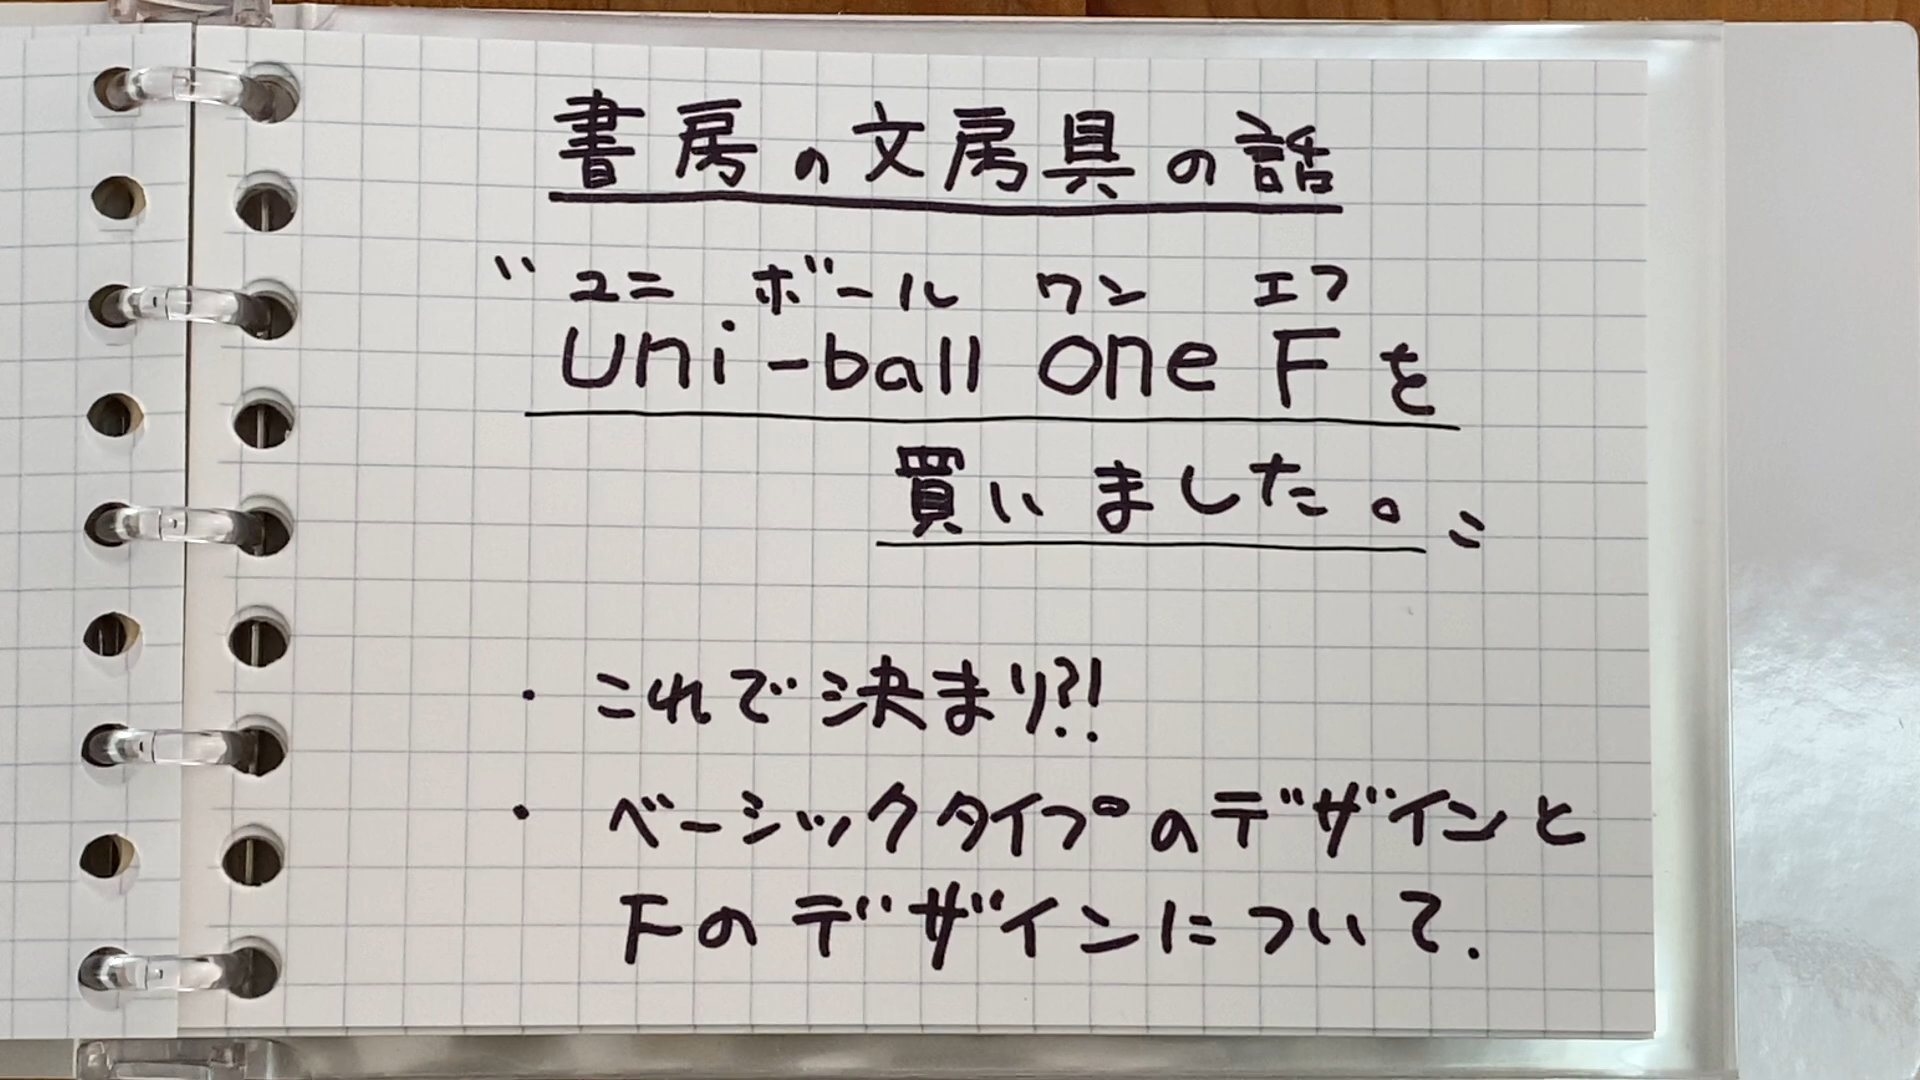 書房の文房具の話
〝ユニ ボール ワン エフ
uni-ball one Fを
買いました。〟
・これで決まり?!
・ベーシックタイプのデザインと
Fのデザインについて.